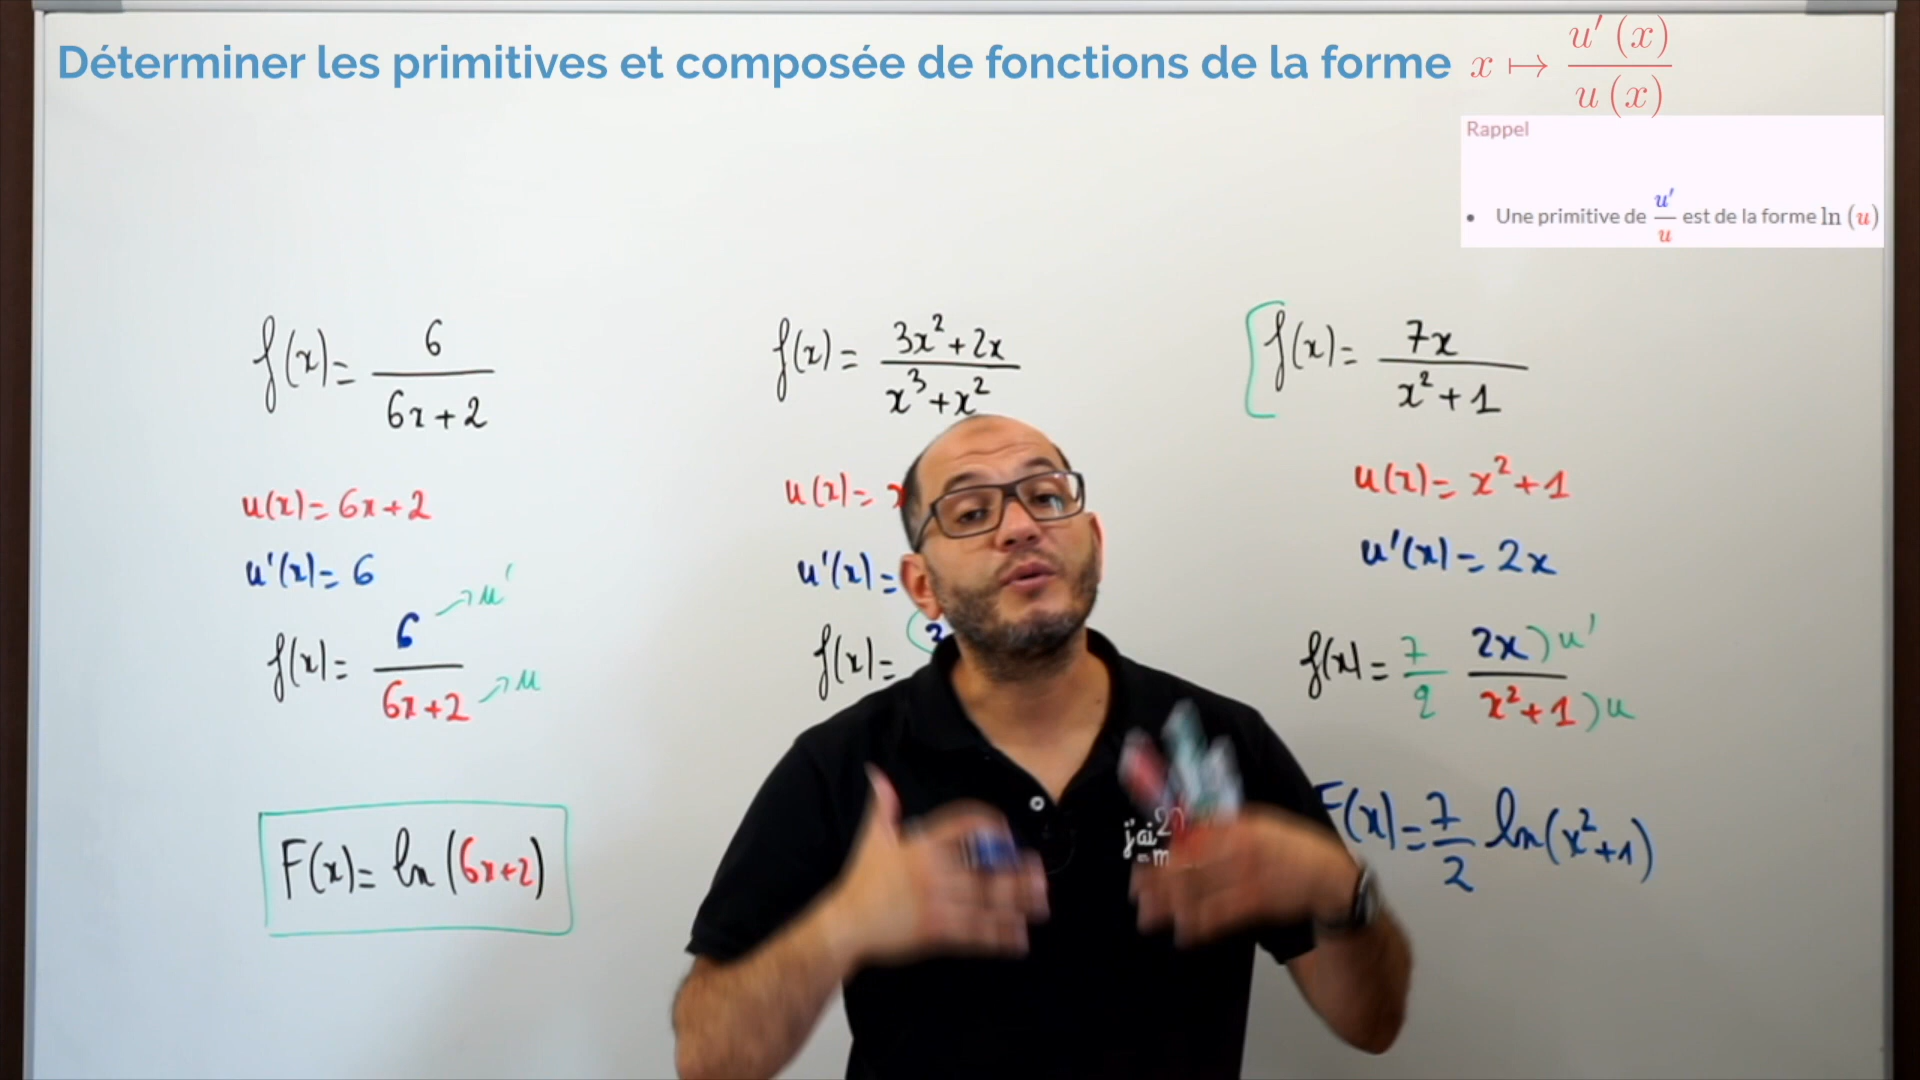 Déterminer les primitives et composée de fonctions de la forme x ↦ u'(x)/u(x)
Rappel
• Une primitive de u'/u est de la forme ln (u)
f(x) = 6/(6x+2)
u(x) = 6x+2
u'(x) = 6
f(x) = 6/(6x+2) → u' → u
F(x) = ln (6x+2)
f(x) = (3x²+2x)/(x³+x²)
u(x) =
u'(x) =
f(x) =
f(x) = 7x/(x²+1)
u(x) = x²+1
u'(x) = 2x
f(x) = 7/2 2x/(x²+1) ) u' ) u
F(x) = 7/2 ln(x²+1)
j'ai 20
= m